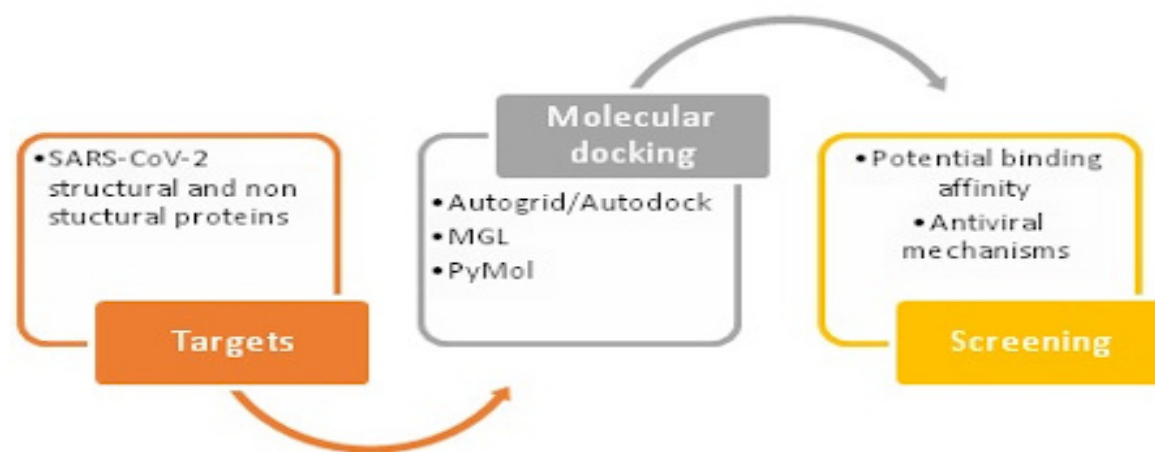 •SARS-CoV-2
structural and non
stuctural proteins
Targets
Molecular
docking
•Autogrid/Autodock
•MGL
•PyMol
•Potential binding
affinity
•Antiviral
mechanisms
Screening